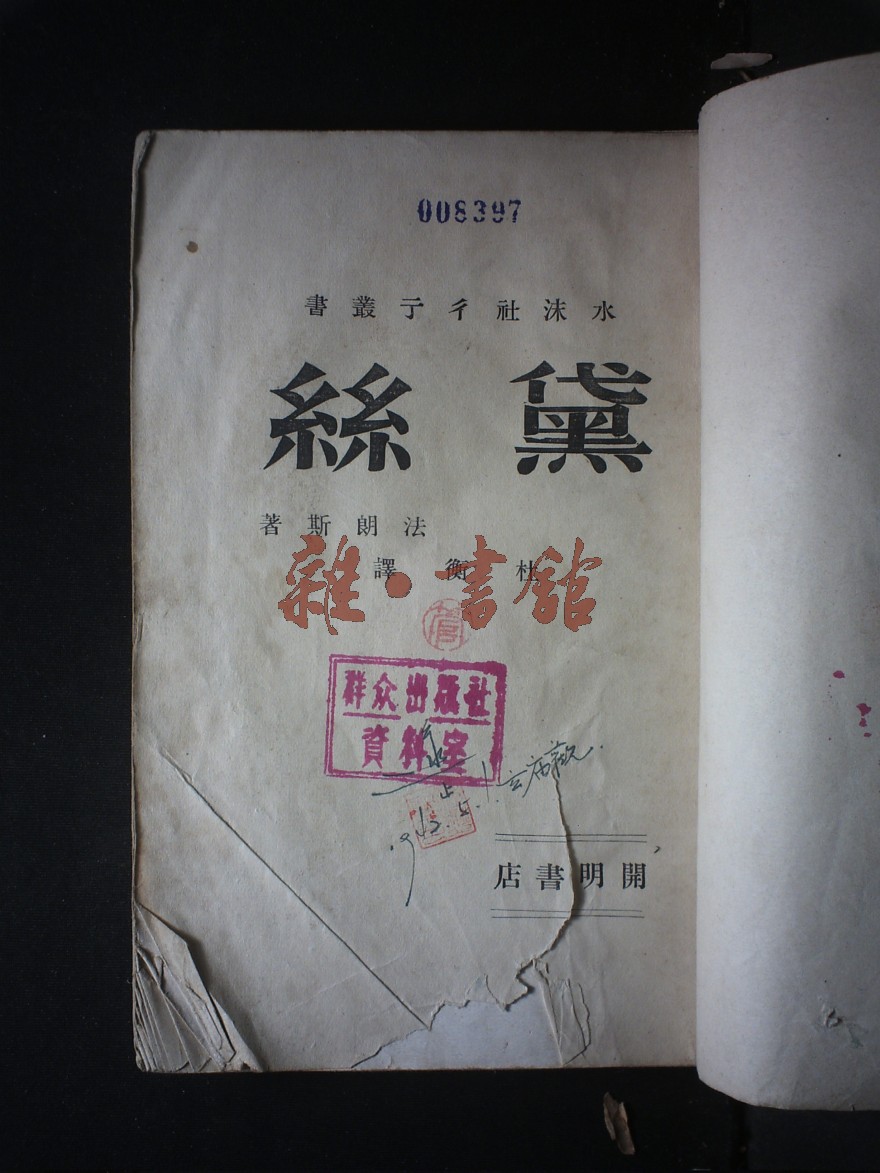 008397
水沫社彳亍叢書
黛絲
法朗斯著
杜衡譯
雜·書館
群众出版社
資料室
開明書店